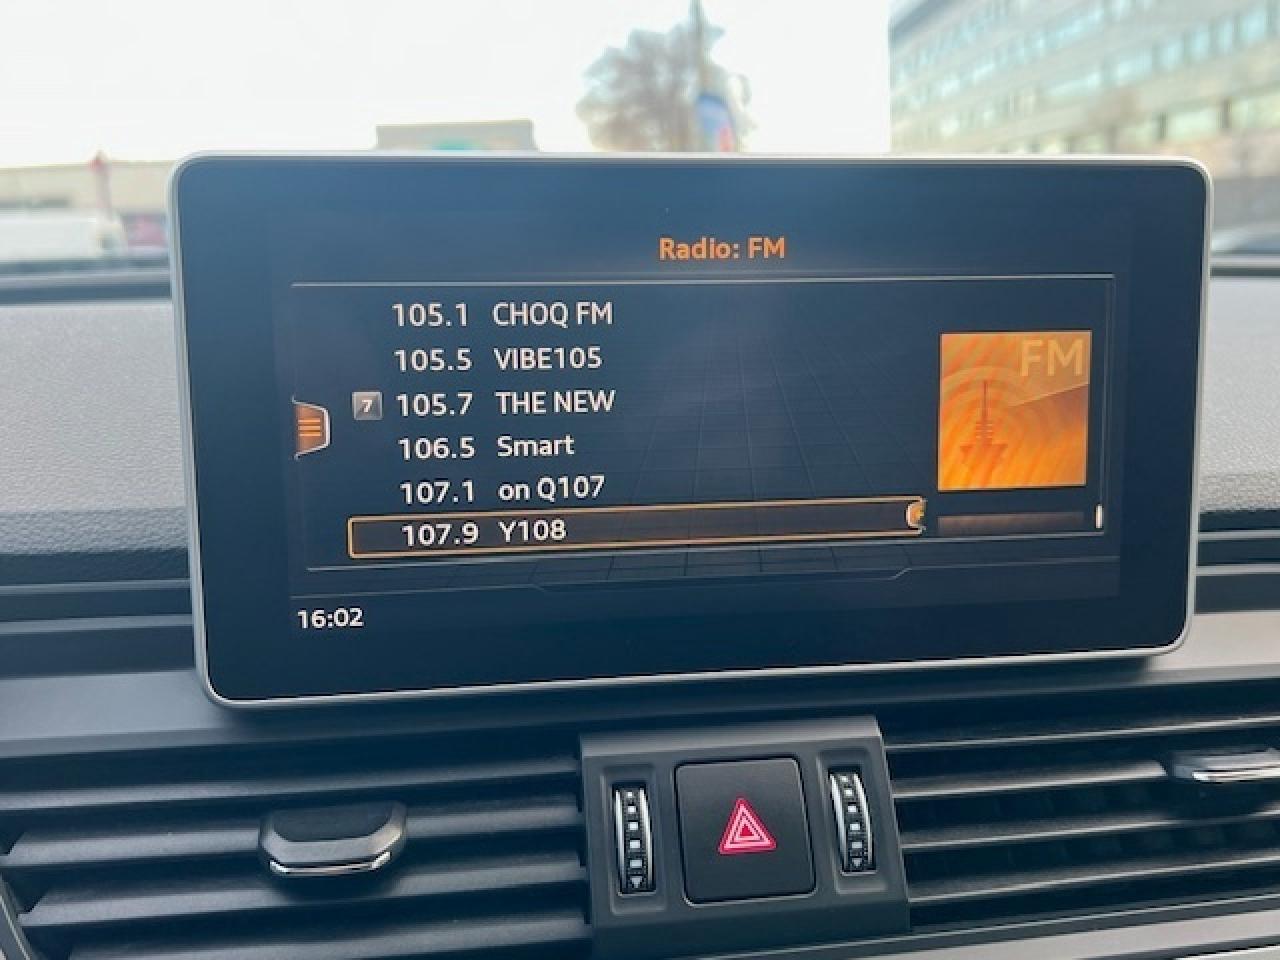 Radio: FM
105.1 CHOQ FM
105.5 VIBE105
7 105.7 THE NEW
106.5 Smart
107.1 on Q107
107.9 Y108
FM
16:02